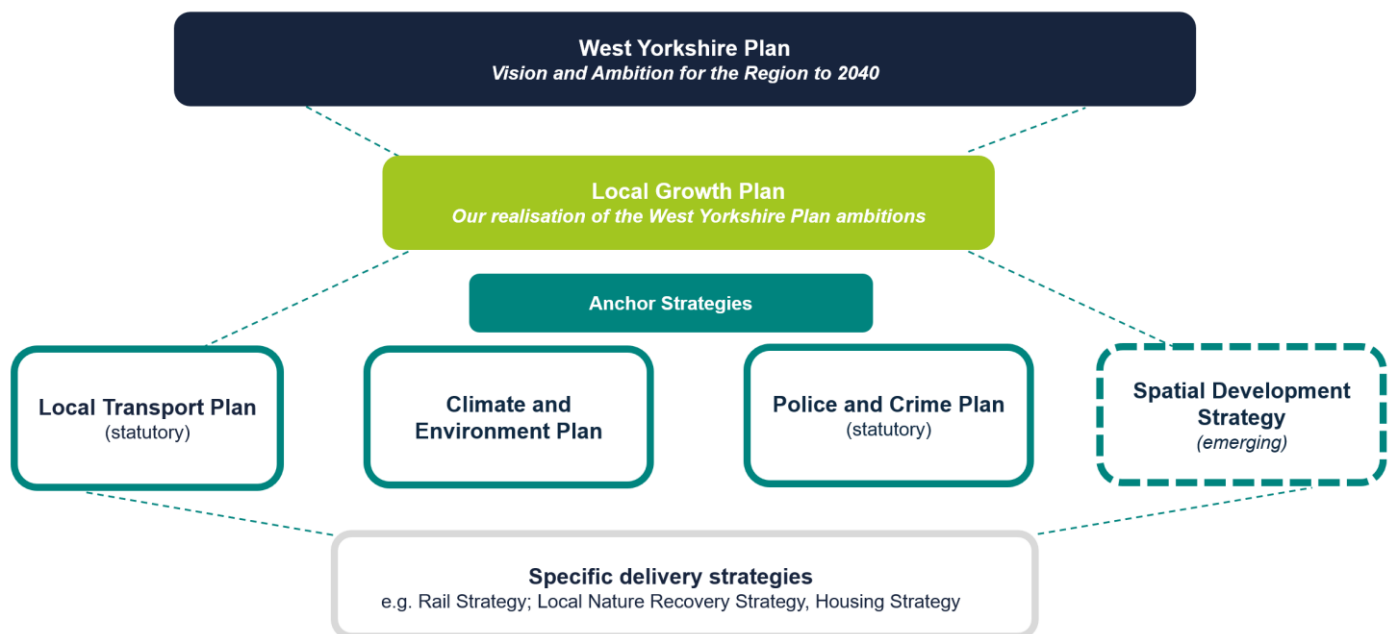 West Yorkshire Plan
Vision and Ambition for the Region to 2040
Local Growth Plan
Our realisation of the West Yorkshire Plan ambitions
Anchor Strategies
Local Transport Plan
(statutory)
Climate and
Environment Plan
Police and Crime Plan
(statutory)
Spatial Development
Strategy
(emerging)
Specific delivery strategies
e.g. Rail Strategy; Local Nature Recovery Strategy, Housing Strategy